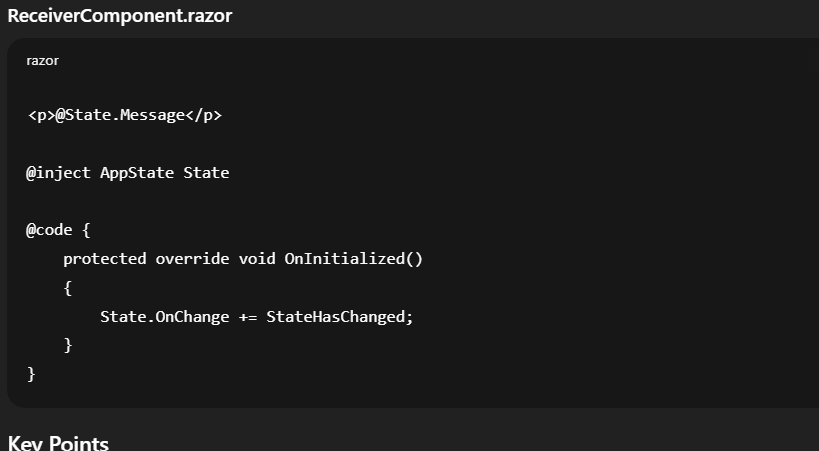 ReceiverComponent.razor
razor
<p>@State.Message</p>
@inject AppState State
@code {
    protected override void OnInitialized()
    {
        State.OnChange += StateHasChanged;
    }
}
Key Points